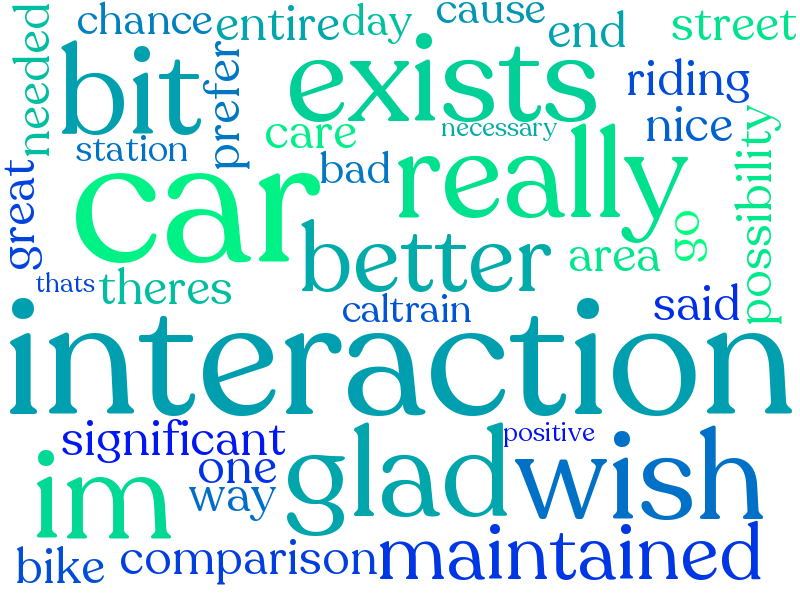 chance
entire
day
cause
end
street
needed
bit
prefer
exists
riding
nice
care
necessary
station
bad
really
possibility
great
car
better
area
go
thats
theres
caltrain
said
interaction
significant
positive
one
way
im
glad
wish
bike
comparison
maintained